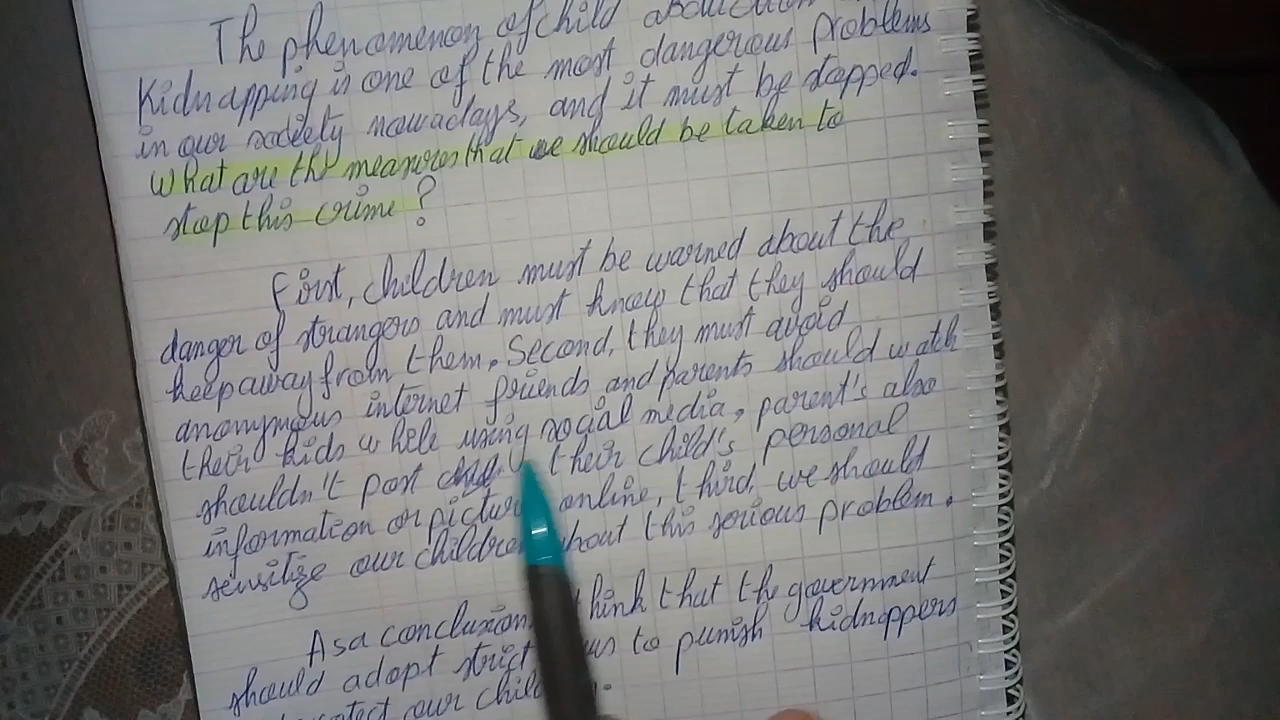 The phenomenon of child abduction
Kidnapping is one of the most dangerous problems
in our society nowadays, and it must be stopped.
What are the measures that we should be taken to
stop this crime ?
First, children must be warned about the
danger of strangers and must know that they should
keep away from them. Second, they must avoid
anonymous internet friends and parents should watch
their kids while using social media, parent's also
shouldn't post their child's personal
information or picture online, third, we should
sensitize our children about this serious problem.
As a conclusion, think that the government
should adopt strict to punish kidnappers
our